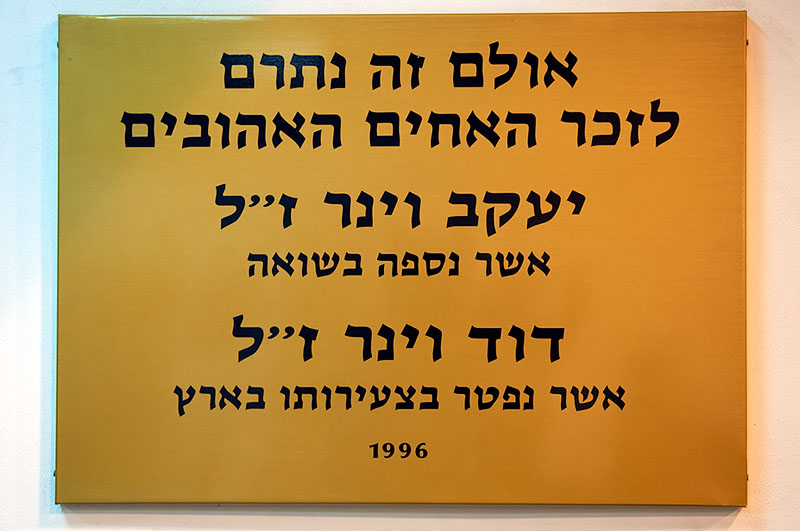 אולם זה נתרם
לזכר האחים האהובים
יעקב וינר ז״ל
אשר נספה בשואה
דוד וינר ז״ל
אשר נפטר בצעירותו בארץ
1996